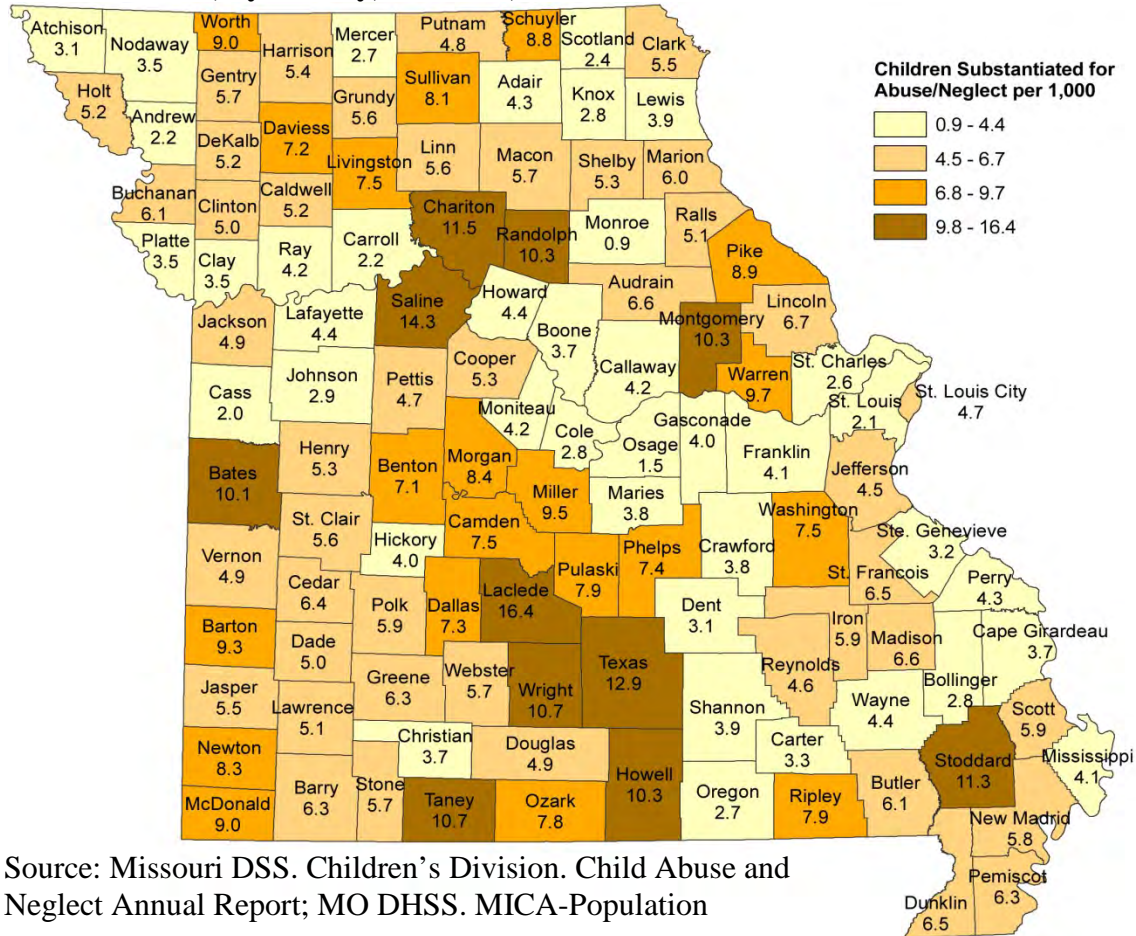 Atchison
3.1
Nodaway
3.5
Worth
9.0
Harrison
5.4
Mercer
2.7
Putnam
4.8
Schuyler
8.8
Scotland
2.4
Clark
5.5
Holt
5.2
Andrew
2.2
Gentry
5.7
DeKalb
5.2
Daviess
7.2
Grundy
5.6
Sullivan
8.1
Adair
4.3
Knox
2.8
Lewis
3.9
Children Substantiated for
Abuse/Neglect per 1,000
0.9 - 4.4
4.5 - 6.7
6.8 - 9.7
9.8 - 16.4
Buchanan
6.1
Clinton
5.0
Caldwell
5.2
Livingston
7.5
Linn
5.6
Macon
5.7
Shelby
5.3
Marion
6.0
Platte
3.5
Clay
3.5
Ray
4.2
Carroll
2.2
Chariton
11.5
Randolph
10.3
Monroe
0.9
Ralls
5.1
Pike
8.9
Jackson
4.9
Lafayette
4.4
Saline
14.3
Howard
4.4
Boone
3.7
Audrain
6.6
Callaway
4.2
Montgomery
10.3
Lincoln
6.7
Warren
9.7
St. Charles
2.6
St. Louis
2.1
St. Louis City
4.7
Cass
2.0
Johnson
2.9
Pettis
4.7
Cooper
5.3
Moniteau
4.2
Cole
2.8
Osage
1.5
Gasconade
4.0
Franklin
4.1
Jefferson
4.5
Bates
10.1
Henry
5.3
Benton
7.1
Morgan
8.4
Miller
9.5
Maries
3.8
Washington
7.5
Ste. Genevieve
3.2
Vernon
4.9
St. Clair
5.6
Hickory
4.0
Camden
7.5
Pulaski
7.9
Phelps
7.4
Crawford
3.8
St. Francois
6.5
Perry
4.3
Barton
9.3
Cedar
6.4
Polk
5.9
Dallas
7.3
Laclede
16.4
Dent
3.1
Iron
5.9
Madison
6.6
Cape Girardeau
3.7
Jasper
5.5
Dade
5.0
Greene
6.3
Webster
5.7
Wright
10.7
Texas
12.9
Shannon
3.9
Reynolds
4.6
Wayne
4.4
Bollinger
2.8
Scott
5.9
Mississippi
4.1
Newton
8.3
Lawrence
5.1
Christian
3.7
Douglas
4.9
Howell
10.3
Carter
3.3
Butler
6.1
Stoddard
11.3
McDonald
9.0
Barry
6.3
Stone
5.7
Taney
10.7
Ozark
7.8
Oregon
2.7
Ripley
7.9
New Madrid
5.8
Pemiscot
6.3
Dunklin
6.5
Source: Missouri DSS. Children's Division. Child Abuse and
Neglect Annual Report; MO DHSS. MICA-Population